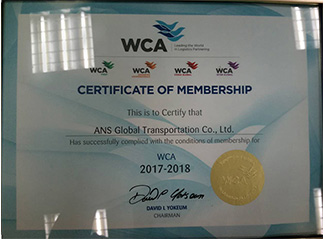 WCA
Leading the World
in Logistics Partnering
WCA WCA WCA WCA
CERTIFICATE OF MEMBERSHIP
This is to Certify that
ANS Global Transportation Co., Ltd.
Has successfully complied with the conditions of membership for
WCA
2017-2018
DAVID L YOKEUM
CHAIRMAN
WCA